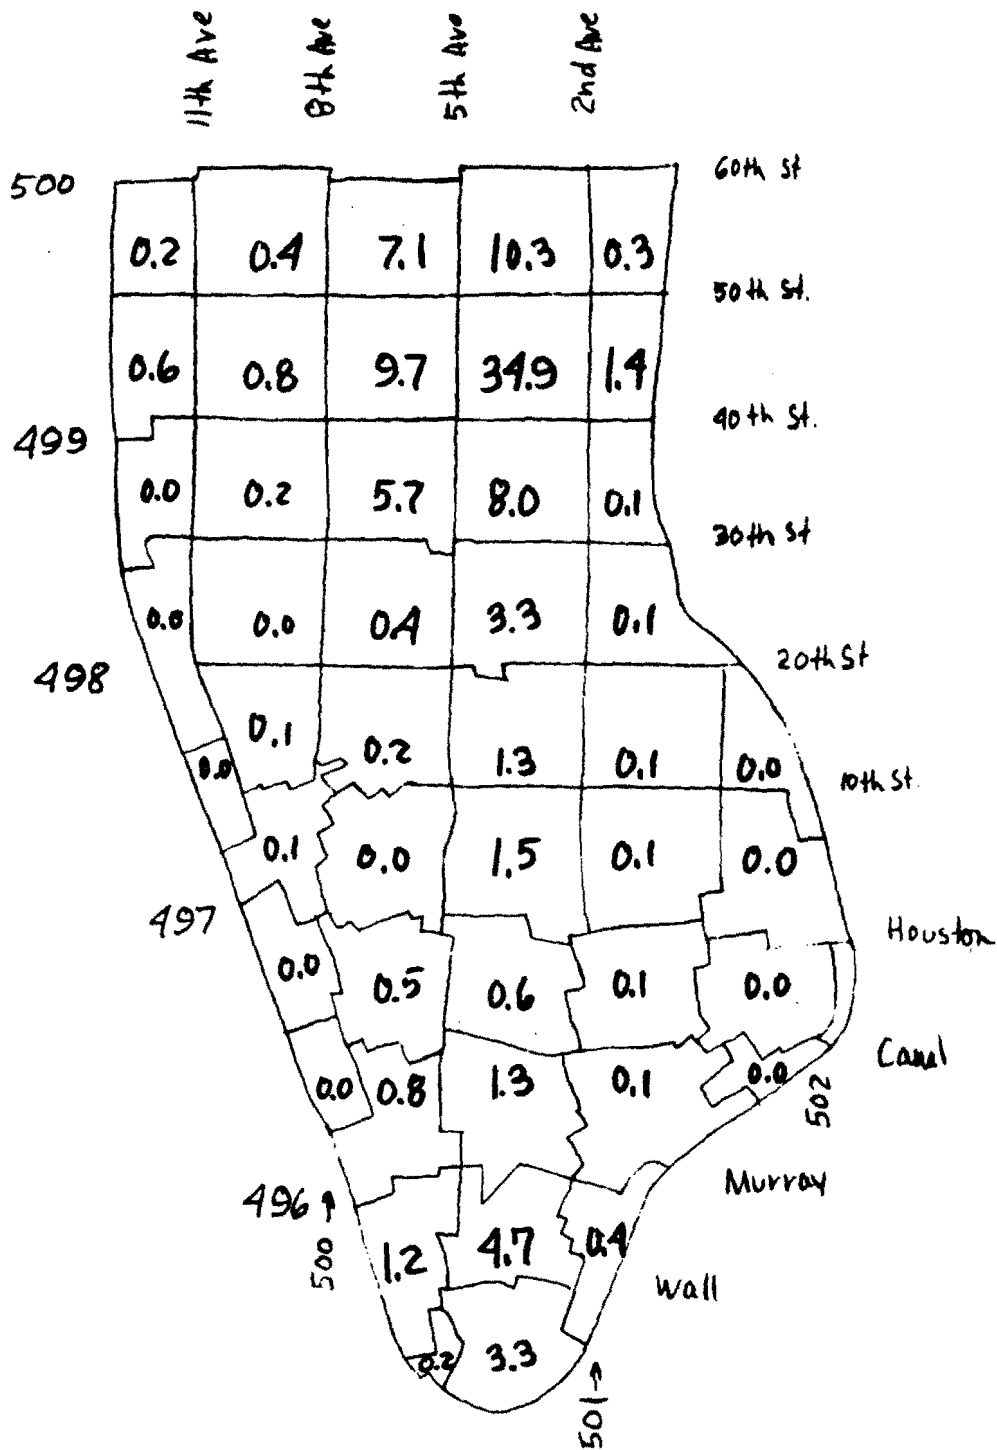 11th Ave 8th Ave 5th Ave 2nd Ave
60th St
500
0.2 0.4 7.1 10.3 0.3
50th St.
0.6 0.8 9.7 34.9 1.4
40th St.
499
0.0 0.2 5.7 8.0 0.1
30th St
0.0 0.0 0.4 3.3 0.1
20th St
498
0.1 0.2 1.3 0.1 0.0
0.0
10th St.
0.1 0.0 1.5 0.1 0.0
497
Houston
0.0 0.5 0.6 0.1 0.0
Canal
0.0 0.8 1.3 0.1 0.0
502
Murray
496
500 →
1.2 4.7 0.4
Wall
0.2 3.3
501 →